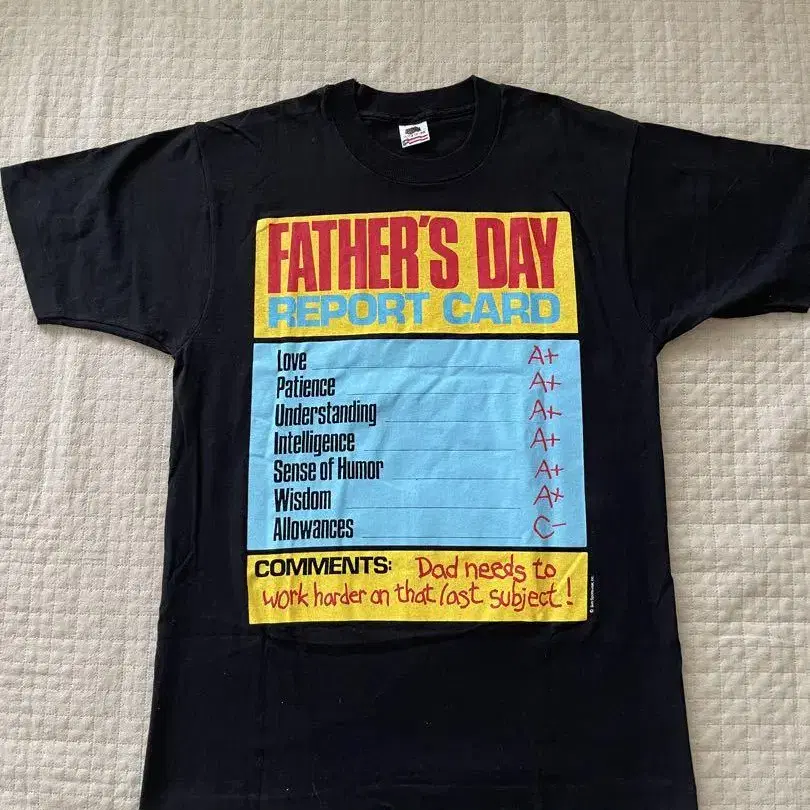 FATHER'S DAY
REPORT CARD
Love A+
Patience A+
Understanding A+
Intelligence A+
Sense of Humor A+
Wisdom A+
Allowances C-
COMMENTS: Dad needs to
work harder on that last subject!